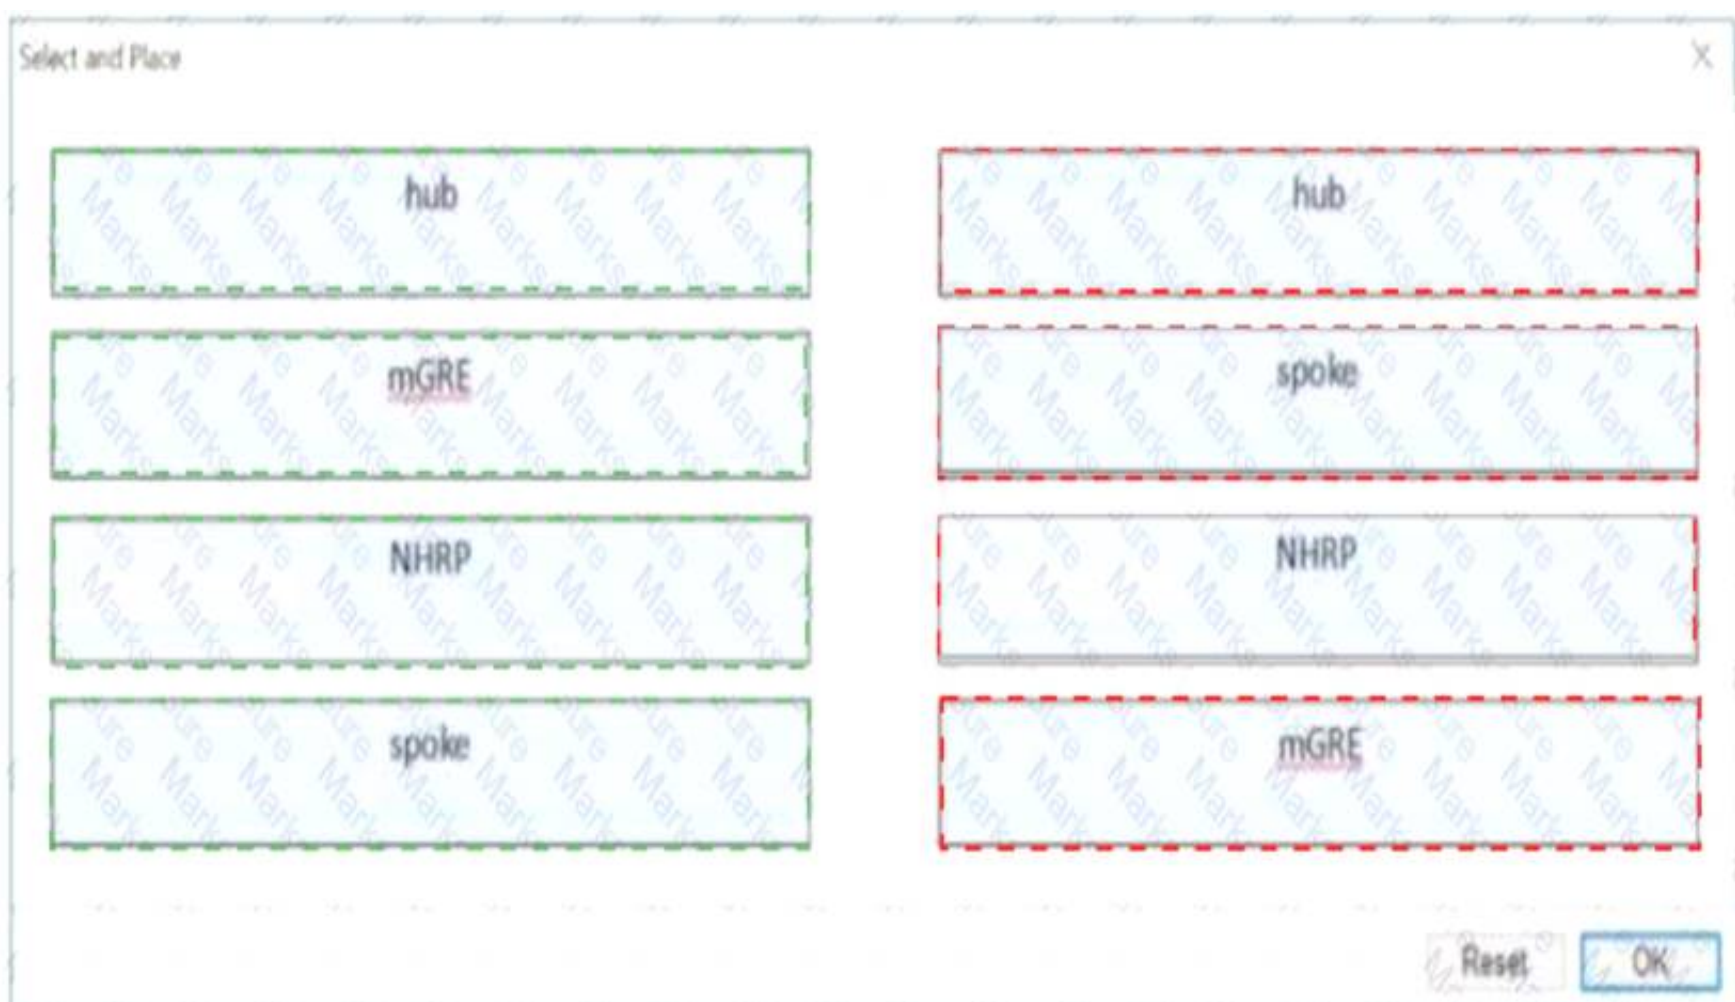 Select and Place
hub hub
mGRE spoke
NHRP NHRP
spoke mGRE
Reset OK